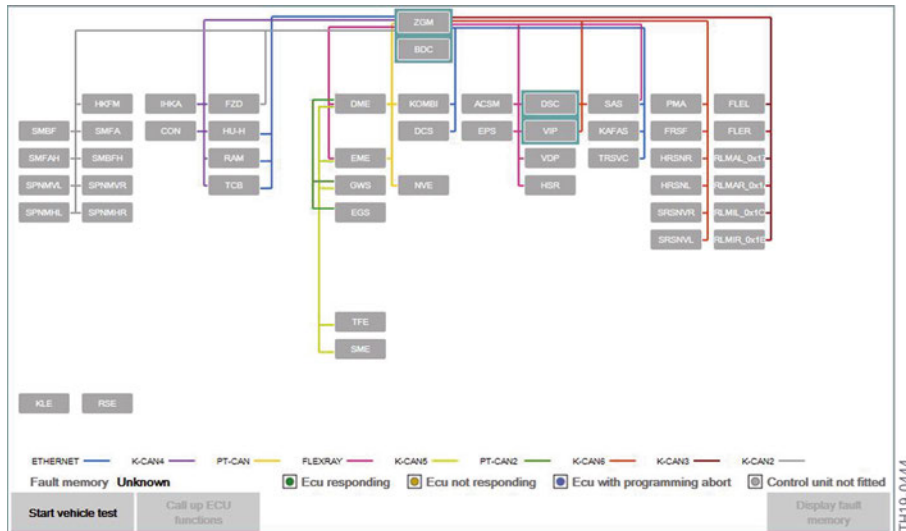 ZGM
BDC
HKFM IHKA FZD DME KOMBI ACSM DSC SAS PMA FLEL
SMBF SMFA CON HU-H DCS EPS VIP KAFAS FRSF FLER
SMFAH SMBFH RAM EME VDP TRSVC HRSNR RLMAL_0x17
SPNMVL SPNMVR TCB GWS NVE HSR HRSNL RLMAR_0x1
SPNMHL SPNMHR EGS SRSNVR RLMIL_0x1C
SRSNVL RLMIR_0x1E
TFE
SME
KLE RSE
ETHERNET K-CAN4 PT-CAN FLEXRAY K-CAN5 PT-CAN2 K-CAN6 K-CAN3 K-CAN2
Fault memory Unknown Ecu responding Ecu not responding Ecu with programming abort Control unit not fitted
Start vehicle test Call up ECU functions Display fault memory
TH19_0444